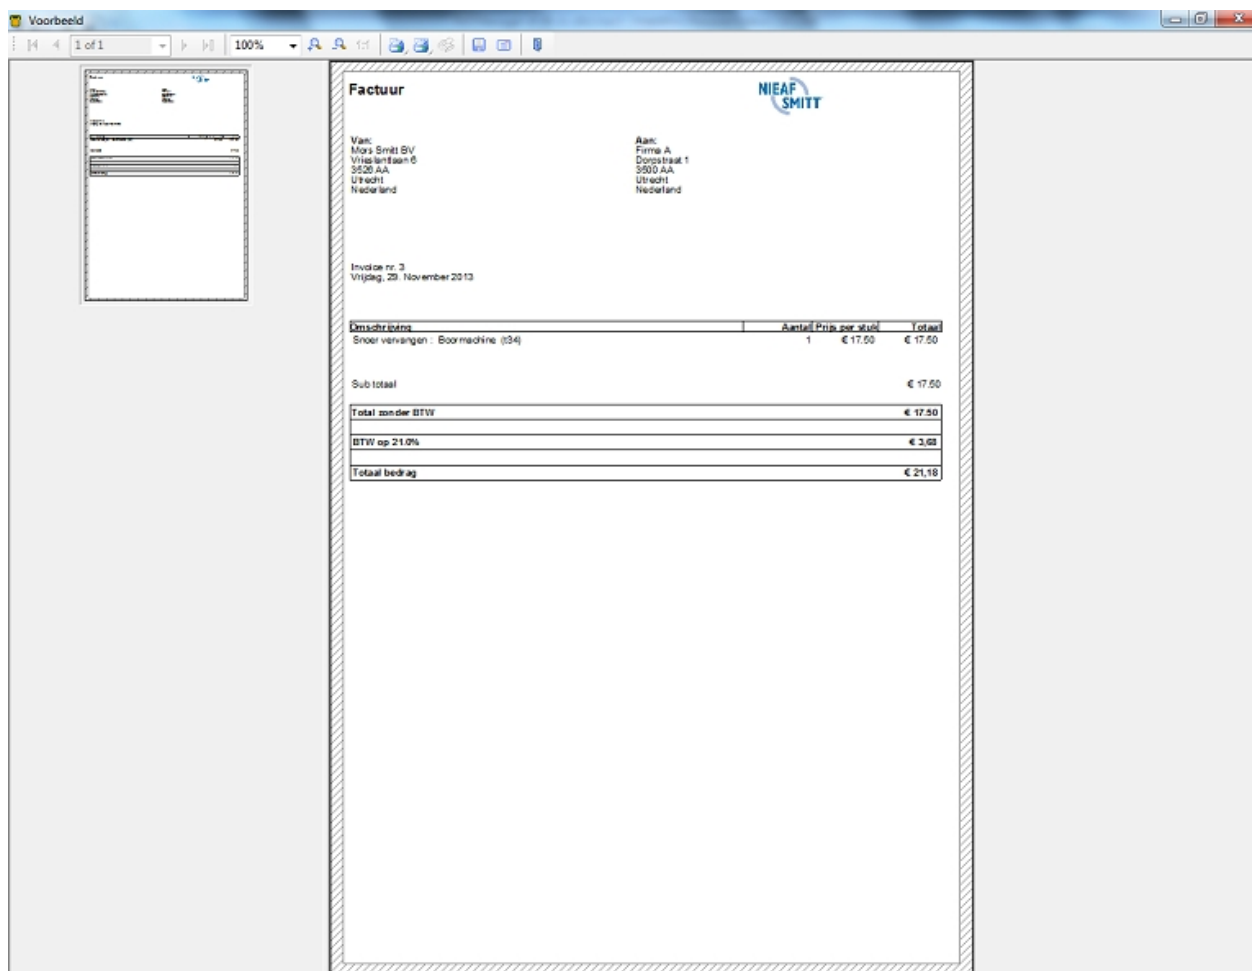 Voorbeeld
1 of 1
100%
1:1
Factuur
NIEAF
SMITT
Van:
Mors Smitt BV
Vrieslantlaan 6
3526 AA
Utrecht
Nederland
Aan:
Firma A
Dorpstraat 1
3500 AA
Utrecht
Nederland
Invoice nr. 3
Vrijdag, 29. November 2013
Omschrijving Aantal Prijs per stuk Totaal
Snoer vervangen : Boormachine (t34) 1 € 17.50 € 17.50
Sub totaal € 17.50
Total zonder BTW € 17.50
BTW op 21.0% € 3,68
Totaal bedrag € 21,18